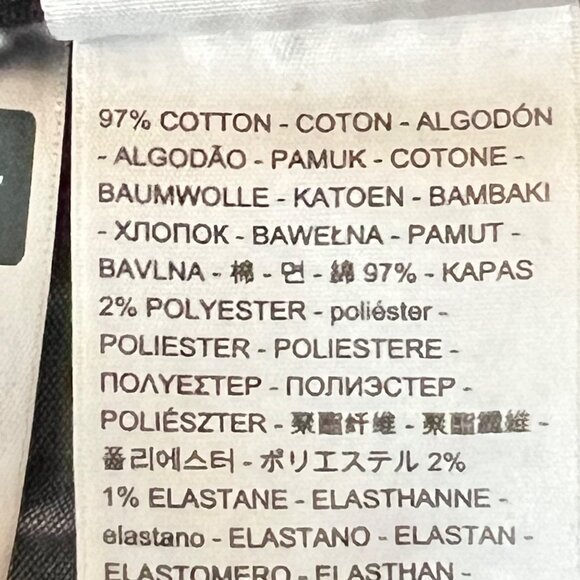 97% COTTON - COTON - ALGODÓN
- ALGODÃO - PAMUK - COTONE -
BAUMWOLLE - KATOEN - BAMBAKI
- ХЛОПОК - BAWEŁNA - PAMUT -
BAVLNA - 棉 - 면 - 綿 97% - KAPAS
2% POLYESTER - poliéster -
POLIESTER - POLIESTERE -
ΠΟΛΥΕΣΤΕΡ - ПОЛИЭСТЕР -
POLIÉSZTER - 聚酯纤维 - 聚酯纖維 -
폴리에스터 - ポリエステル 2%
1% ELASTANE - ELASTHANNE -
elastano - ELASTANO - ELASTAN -
ELASTOMERO - ELASTHAN -